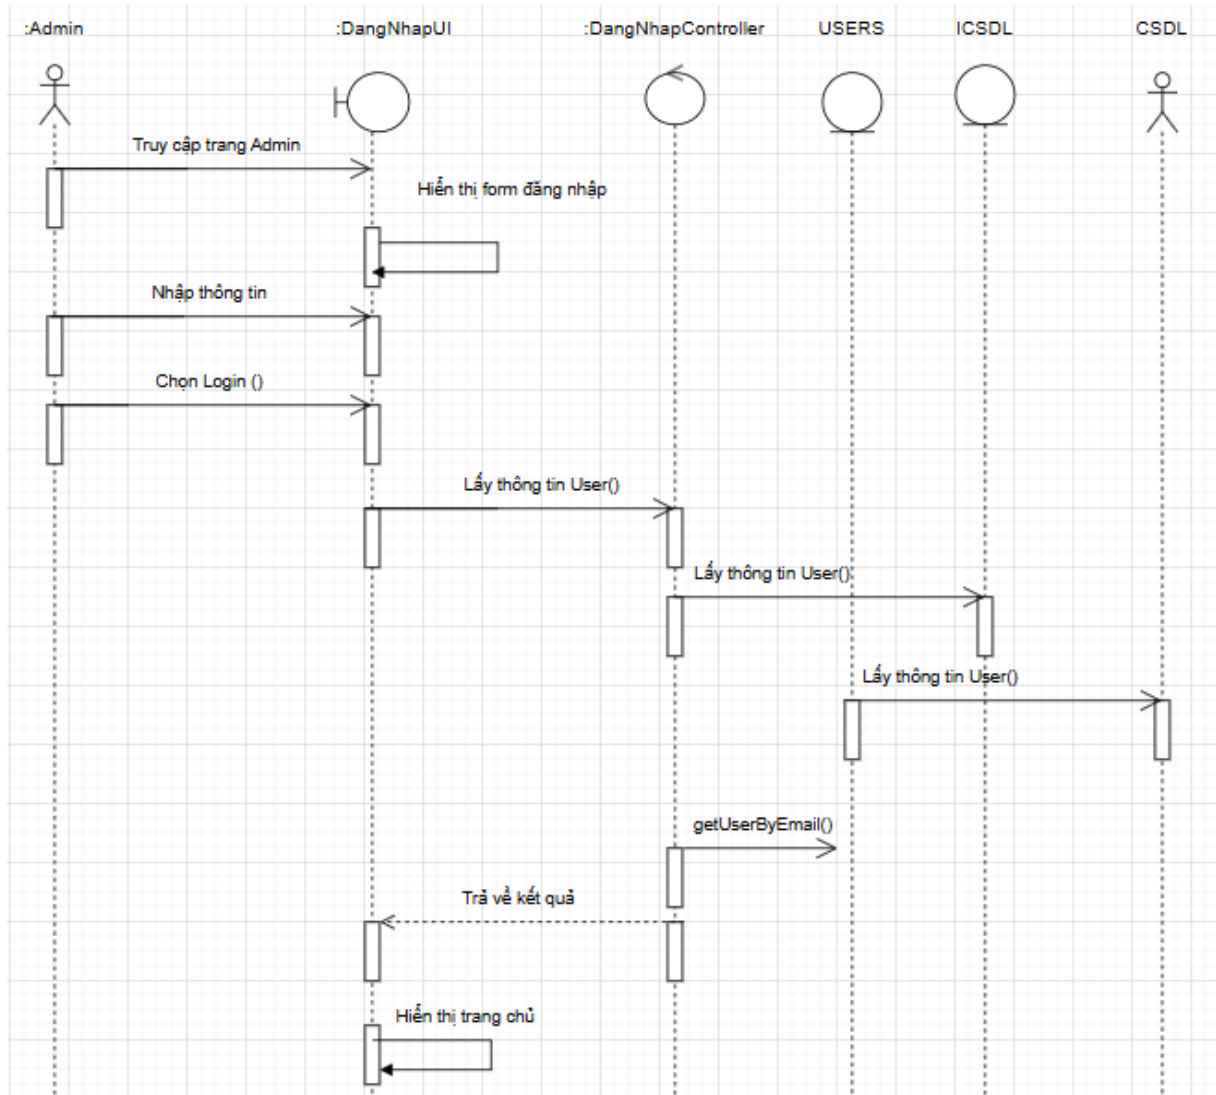 :Admin
:DangNhapUI
:DangNhapController
USERS
ICSDL
CSDL
Truy cập trang Admin
Hiển thị form đăng nhập
Nhập thông tin
Chọn Login ()
Lấy thông tin User()
Lấy thông tin User()
Lấy thông tin User()
getUserByEmail()
Trả về kết quả
Hiển thị trang chủ